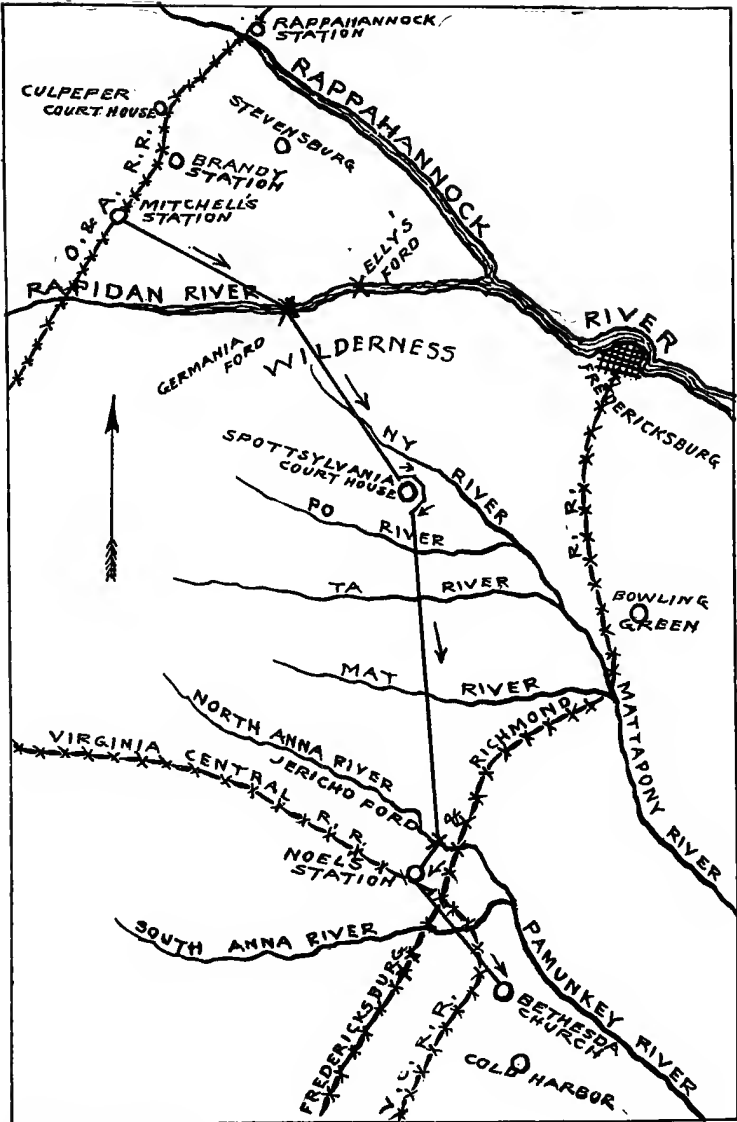 RAPPAHANNOCK
STATION
CULPEPER
COURT HOUSE
STEVENSBURG
RAPPAHANNOCK
BRANDY
STATION
O. & A. R. R.
MITCHELL'S
STATION
ELLY'S
FORD
RAPIDAN RIVER
RIVER
GERMANIA
FORD
WILDERNESS
FREDERICKSBURG
SPOTTSYLVANIA
COURT HOUSE
NY RIVER
PO RIVER
R. R.
TA RIVER
BOWLING
GREEN
MAT RIVER
NORTH ANNA RIVER
JERICHO FORD
RICHMOND
&
MATTAPONY RIVER
VIRGINIA CENTRAL R. R.
NOEL'S
STATION
SOUTH ANNA RIVER
PAMUNKEY RIVER
FREDERICKSBURG
BETHESDA
CHURCH
V. C. R. R.
COLD HARBOR